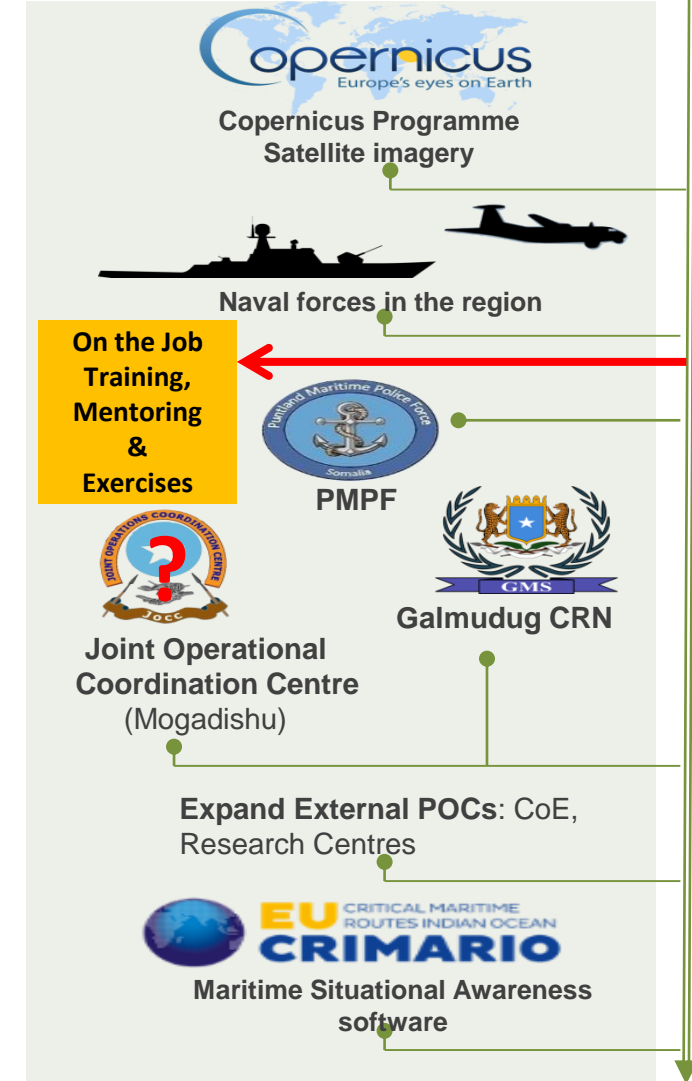 opernicus
Europe's eyes on Earth
Copernicus Programme
Satellite imagery
Naval forces in the region
On the Job
Training,
Mentoring
&
Exercises
Puntland Maritime Police Force
Somalia
PMPF
JOINT OPERATIONS COORDINATION CENTRE
?
JOCC
GMS
Galmudug CRN
Joint Operational
Coordination Centre
(Mogadishu)
Expand External POCs: CoE,
Research Centres
EU CRITICAL MARITIME
ROUTES INDIAN OCEAN
CRIMARIO
Maritime Situational Awareness
software